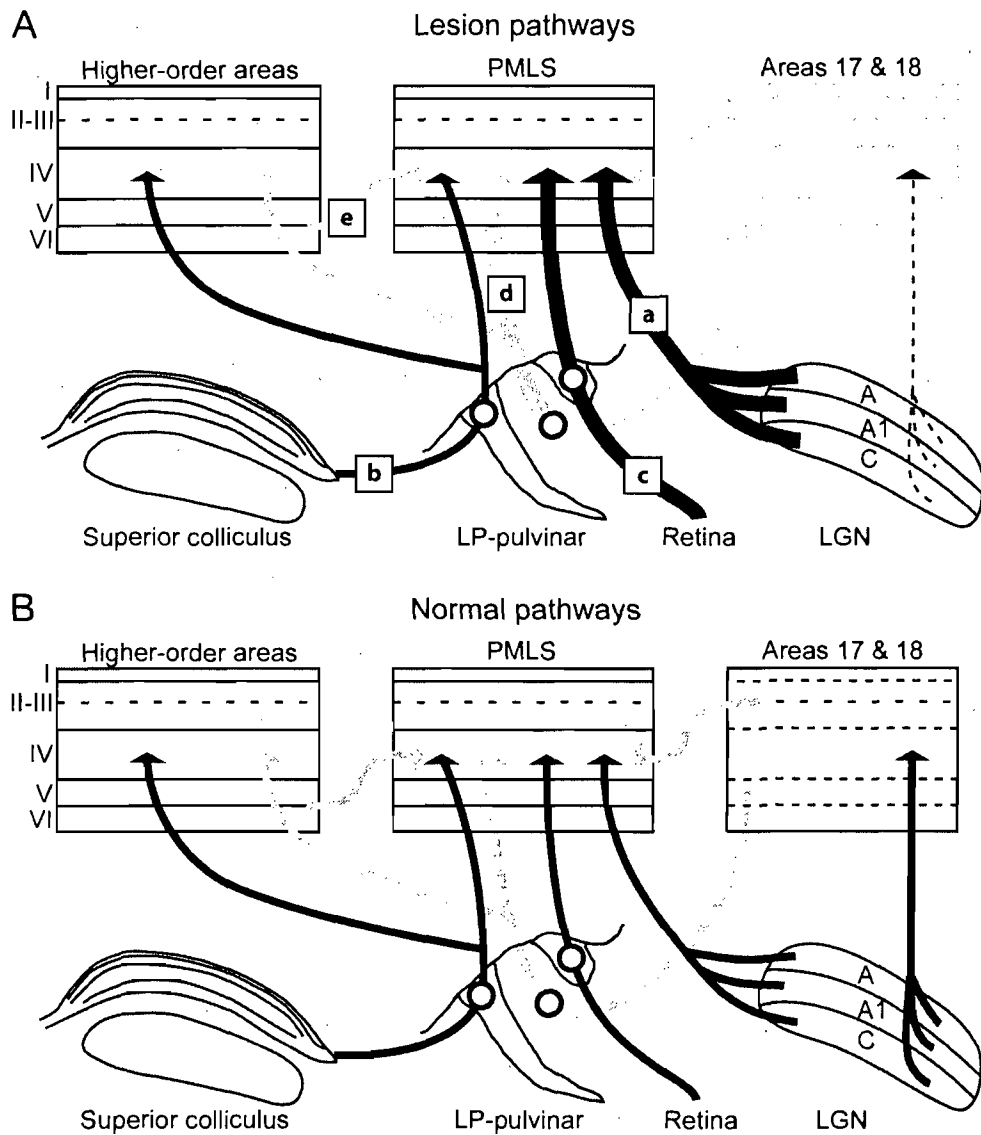 A
Lesion pathways
Higher-order areas
PMLS
Areas 17 & 18
I
II-III
IV
V
VI
e
d
a
b
c
A
A1
C
Superior colliculus
LP-pulvinar
Retina
LGN
B
Normal pathways
Higher-order areas
PMLS
Areas 17 & 18
I
II-III
IV
V
VI
A
A1
C
Superior colliculus
LP-pulvinar
Retina
LGN